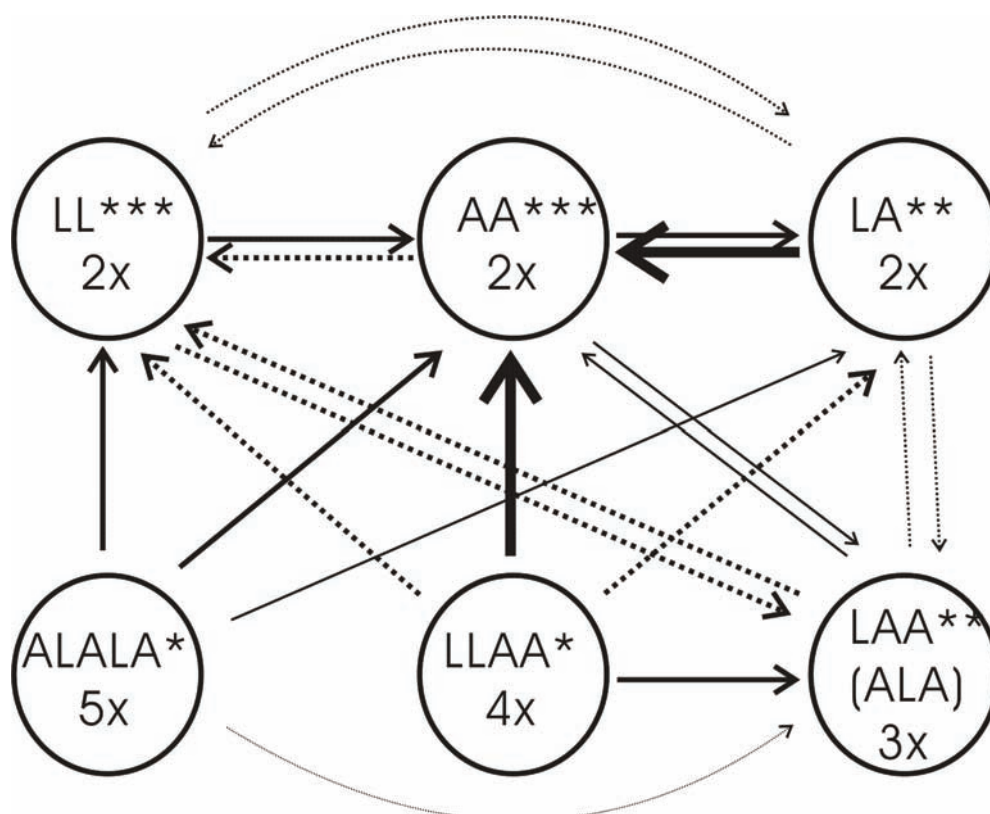 LL***
2x
AA***
2x
LA**
2x
ALALA*
5x
LLAA*
4x
LAA**
(ALA)
3x